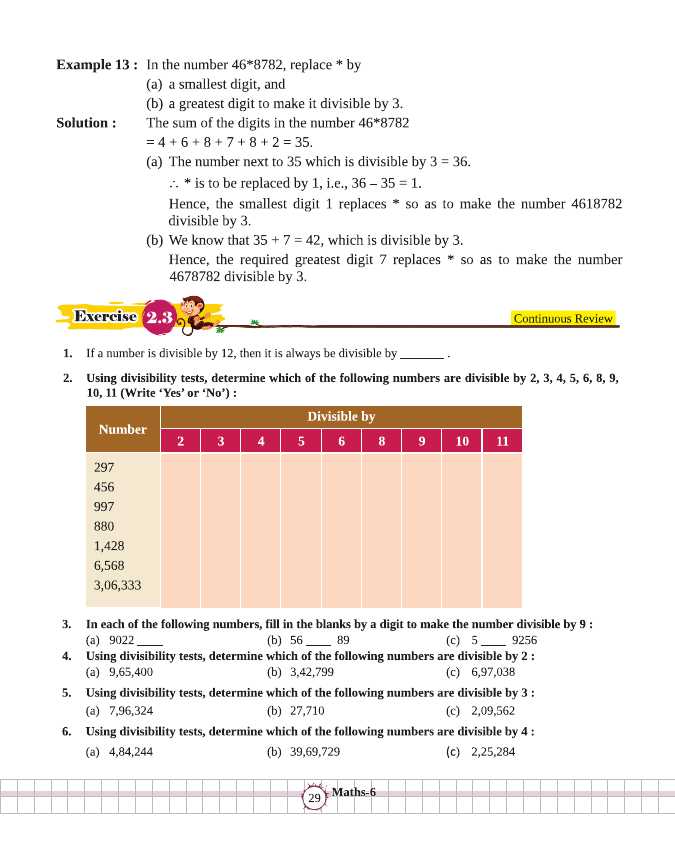 Example 13 : In the number 46*8782, replace * by
(a) a smallest digit, and
(b) a greatest digit to make it divisible by 3.
Solution : The sum of the digits in the number 46*8782
= 4 + 6 + 8 + 7 + 8 + 2 = 35.
(a) The number next to 35 which is divisible by 3 = 36.
∴ * is to be replaced by 1, i.e., 36 – 35 = 1.
Hence, the smallest digit 1 replaces * so as to make the number 4618782
divisible by 3.
(b) We know that 35 + 7 = 42, which is divisible by 3.
Hence, the required greatest digit 7 replaces * so as to make the number
4678782 divisible by 3.
Exercise 2.3
Continuous Review
1. If a number is divisible by 12, then it is always be divisible by _______ .
2. Using divisibility tests, determine which of the following numbers are divisible by 2, 3, 4, 5, 6, 8, 9,
10, 11 (Write ‘Yes’ or ‘No’) :
Number Divisible by
2 3 4 5 6 8 9 10 11
297
456
997
880
1,428
6,568
3,06,333
3. In each of the following numbers, fill in the blanks by a digit to make the number divisible by 9 :
(a) 9022 ____ (b) 56 ____ 89 (c) 5 ____ 9256
4. Using divisibility tests, determine which of the following numbers are divisible by 2 :
(a) 9,65,400 (b) 3,42,799 (c) 6,97,038
5. Using divisibility tests, determine which of the following numbers are divisible by 3 :
(a) 7,96,324 (b) 27,710 (c) 2,09,562
6. Using divisibility tests, determine which of the following numbers are divisible by 4 :
(a) 4,84,244 (b) 39,69,729 (c) 2,25,284
29 Maths-6